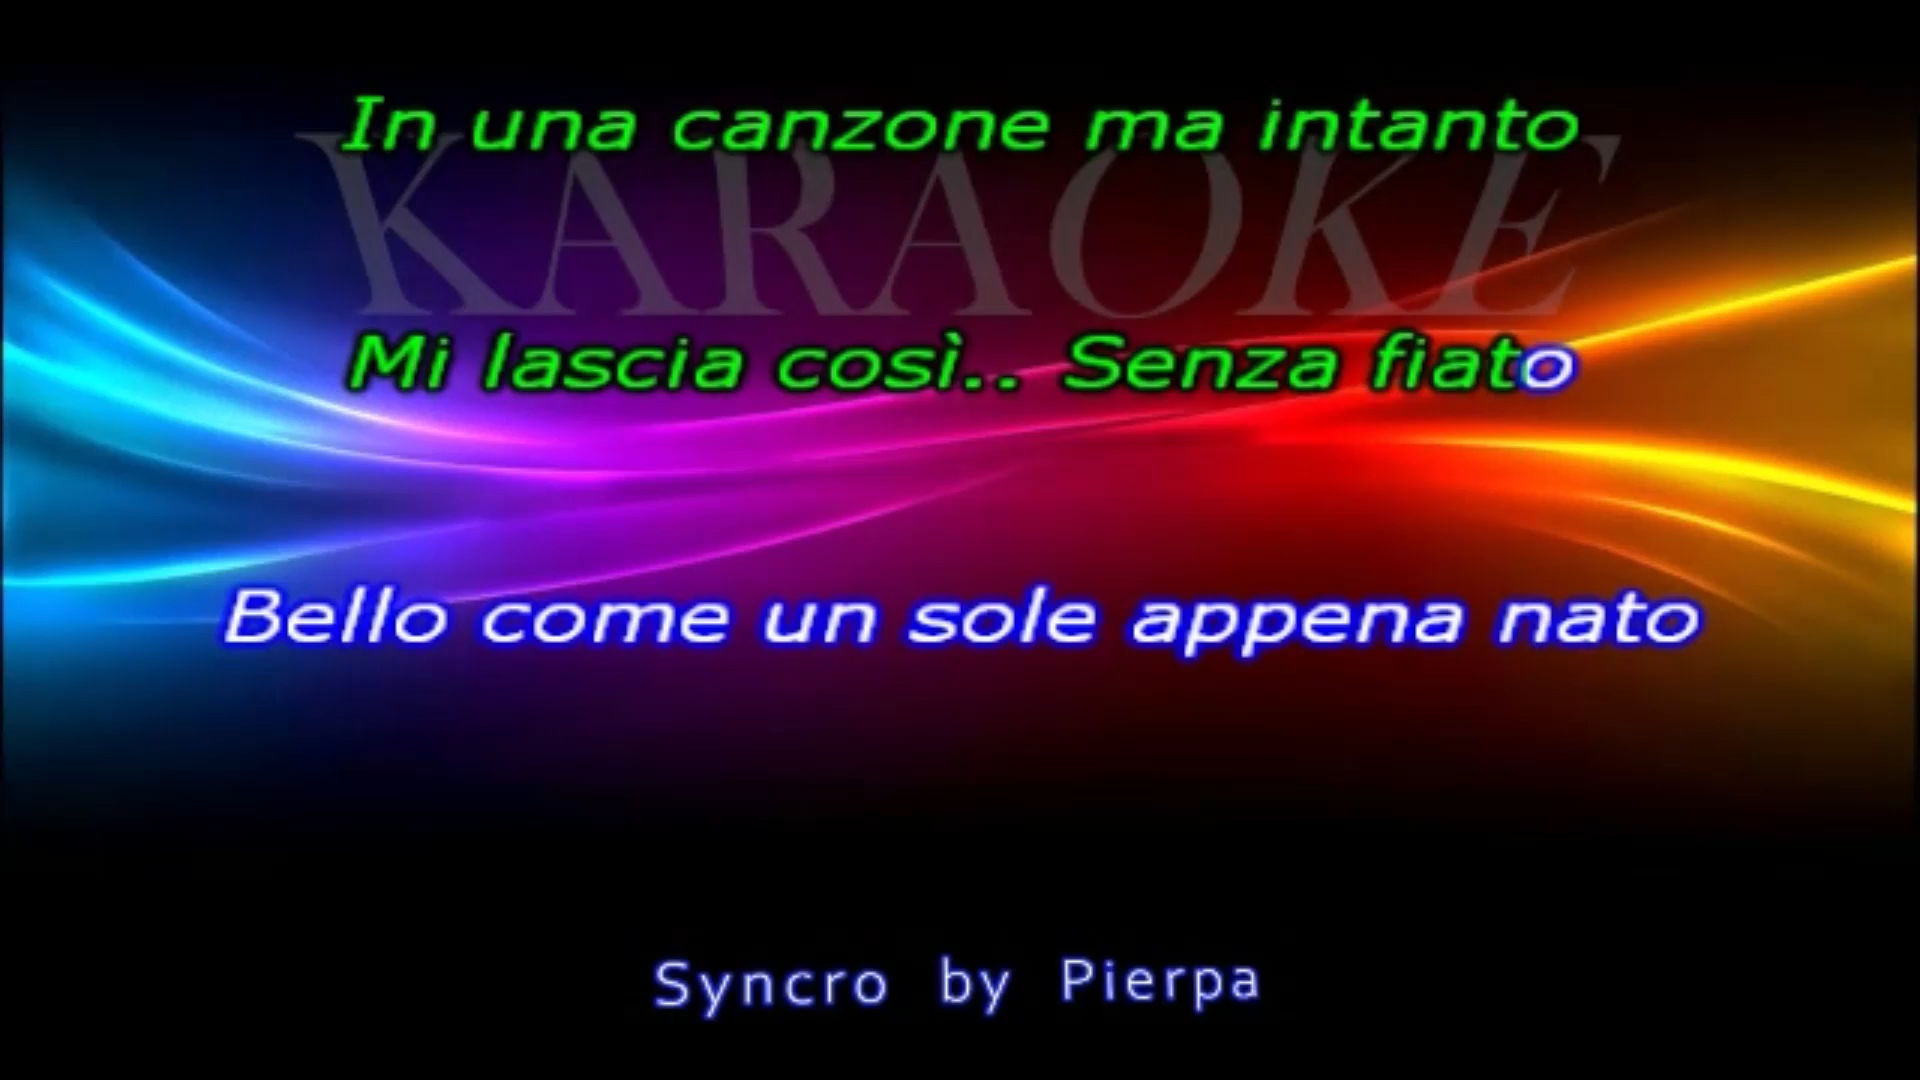 In una canzone ma intanto
KARAOKE
Mi lascia così.. Senza fiato
Bello come un sole appena nato
Syncro by Pierpa